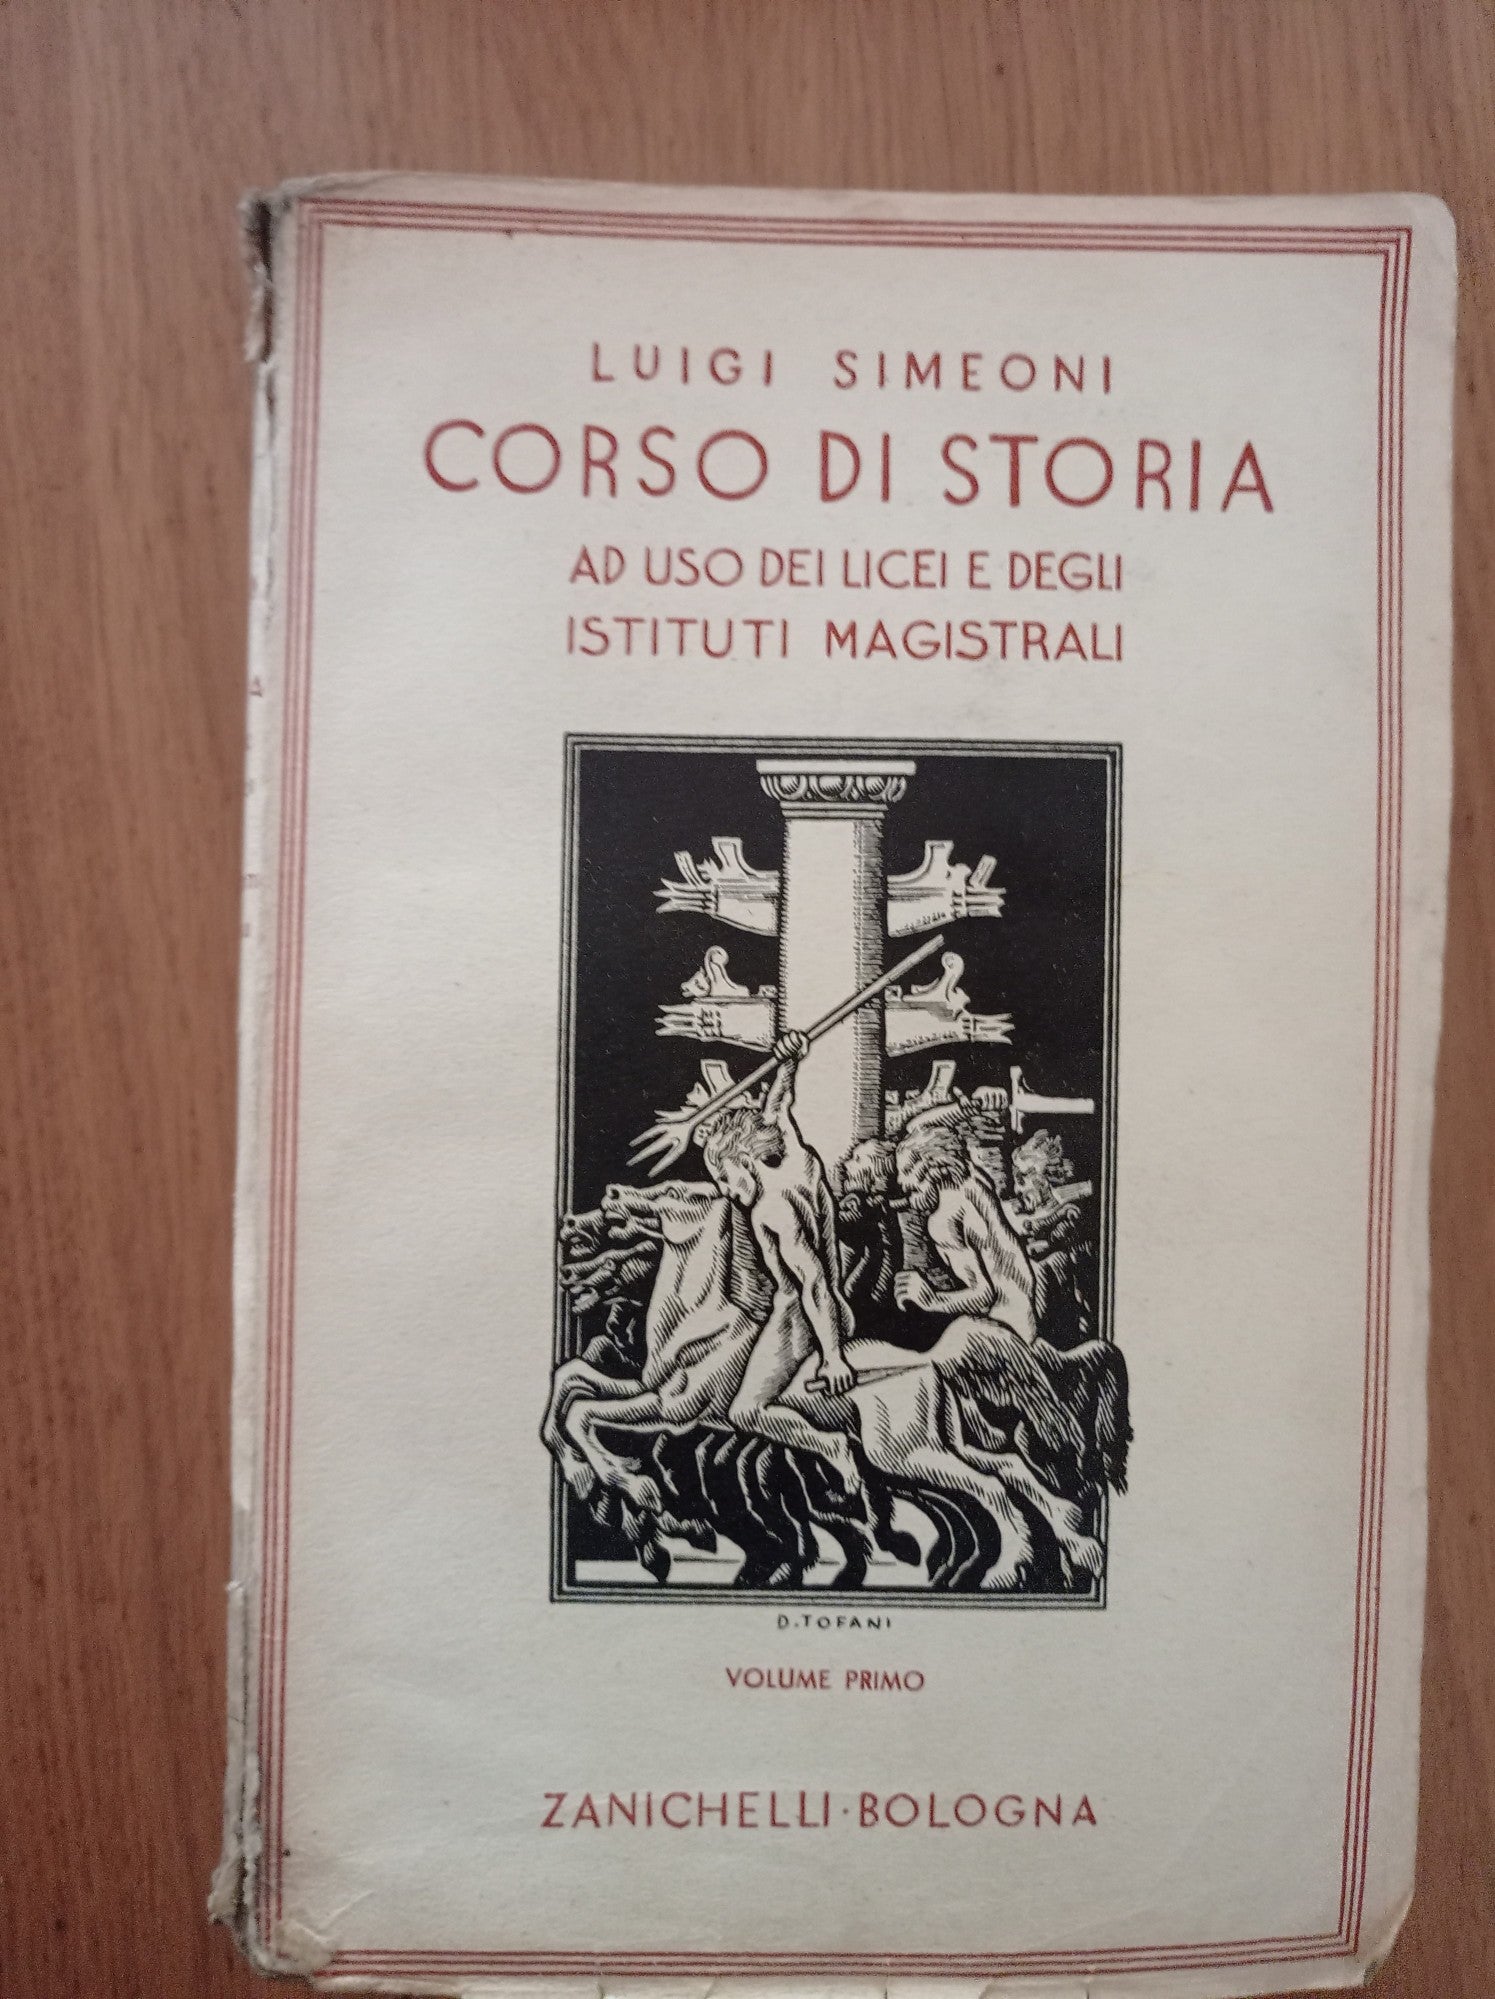 LUIGI SIMEONI
CORSO DI STORIA
AD USO DEI LICEI E DEGLI
ISTITUTI MAGISTRALI
D. TOFANI
VOLUME PRIMO
ZANICHELLI · BOLOGNA